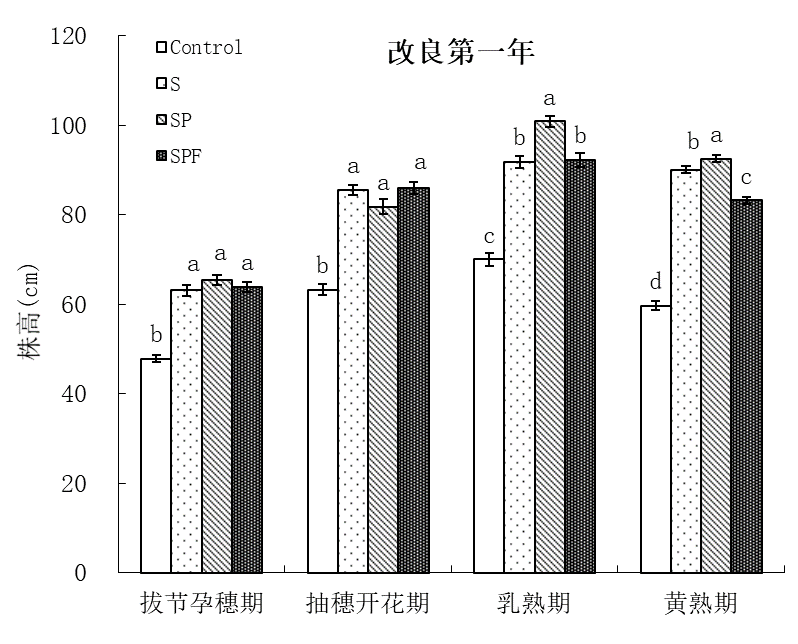 改良第一年
Control
S
SP
SPF
株高(cm)
120
100
80
60
40
20
0
b a a a
b a a a
c b a b
d b a c
拔节孕穗期 抽穗开花期 乳熟期 黄熟期